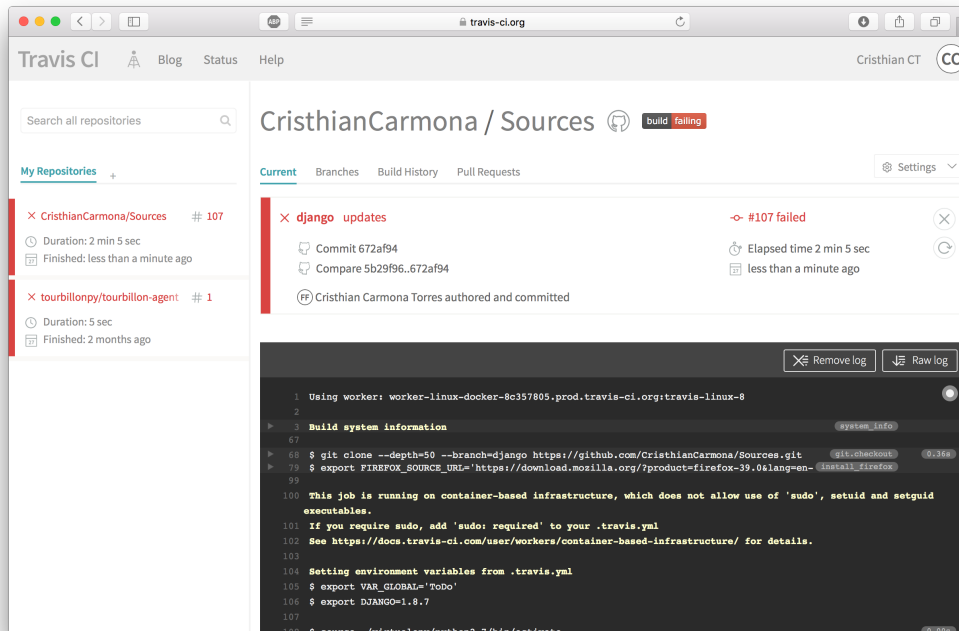 ABP
travis-ci.org
Travis CI
Blog
Status
Help
Cristhian CT
CC
Search all repositories
My Repositories +
CristhianCarmona/Sources # 107
Duration: 2 min 5 sec
Finished: less than a minute ago
tourbillonpy/tourbillon-agent # 1
Duration: 5 sec
Finished: 2 months ago
CristhianCarmona / Sources build failing
Current Branches Build History Pull Requests
Settings
django updates
#107 failed
Commit 672af94
Elapsed time 2 min 5 sec
Compare 5b29f96..672af94
less than a minute ago
FF Cristhian Carmona Torres authored and committed
Remove log
Raw log
1 Using worker: worker-linux-docker-8c357805.prod.travis-ci.org:travis-linux-8
2
3 Build system information system_info
67
68 $ git clone --depth=50 --branch=django https://github.com/CristhianCarmona/Sources.git git.checkout 0.36s
79 $ export FIREFOX_SOURCE_URL='https://download.mozilla.org/?product=firefox-39.0&lang=en- install_firefox
99
100 This job is running on container-based infrastructure, which does not allow use of 'sudo', setuid and setguid
executables.
101 If you require sudo, add 'sudo: required' to your .travis.yml
102 See https://docs.travis-ci.com/user/workers/container-based-infrastructure/ for details.
103
104 Setting environment variables from .travis.yml
105 $ export VAR_GLOBAL='ToDo'
106 $ export DJANGO=1.8.7
107